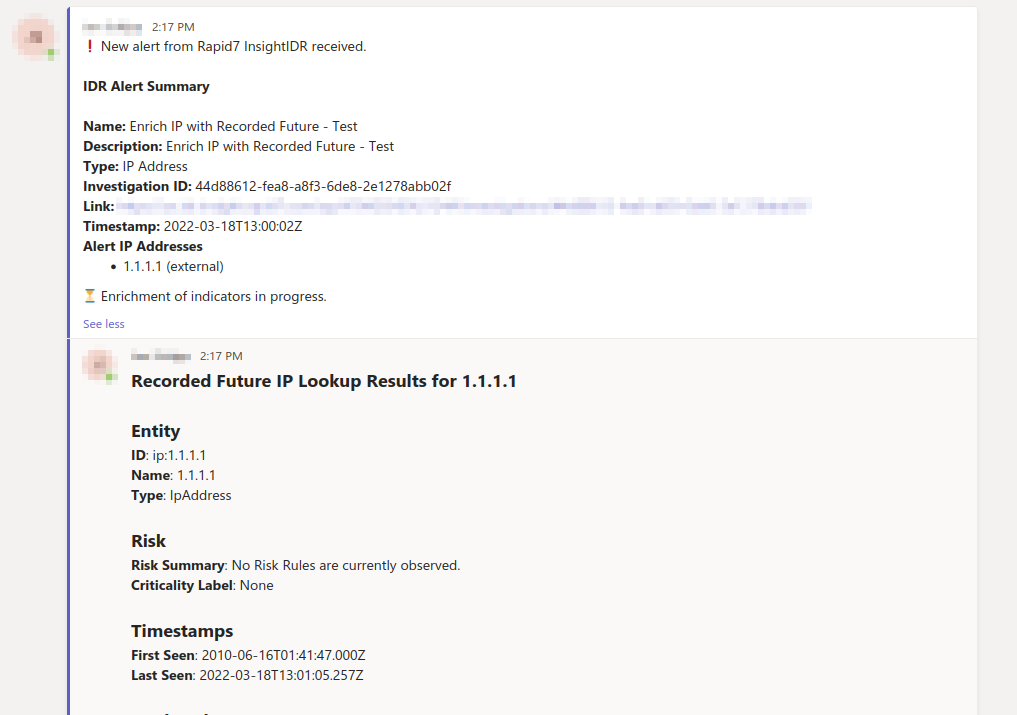 2:17 PM
❗ New alert from Rapid7 InsightIDR received.
IDR Alert Summary
Name: Enrich IP with Recorded Future - Test
Description: Enrich IP with Recorded Future - Test
Type: IP Address
Investigation ID: 44d88612-fea8-a8f3-6de8-2e1278abb02f
Link:
Timestamp: 2022-03-18T13:00:02Z
Alert IP Addresses
• 1.1.1.1 (external)
⏳ Enrichment of indicators in progress.
See less
2:17 PM
Recorded Future IP Lookup Results for 1.1.1.1
Entity
ID: ip:1.1.1.1
Name: 1.1.1.1
Type: IpAddress
Risk
Risk Summary: No Risk Rules are currently observed.
Criticality Label: None
Timestamps
First Seen: 2010-06-16T01:41:47.000Z
Last Seen: 2022-03-18T13:01:05.257Z